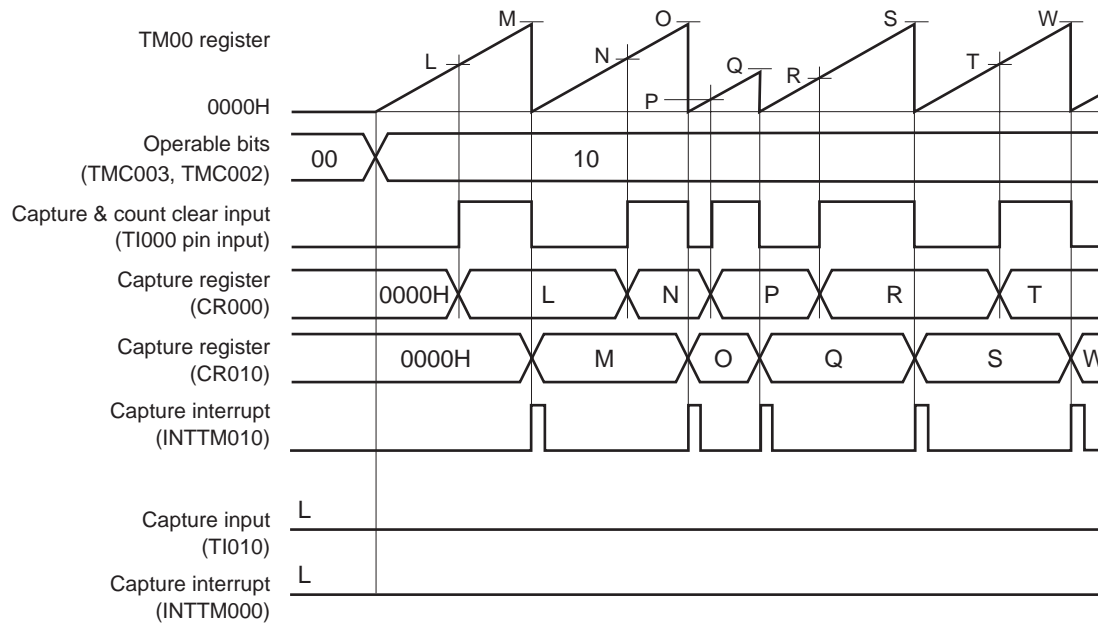 M O S W
TM00 register
L N Q R T
P
0000H
Operable bits
(TMC003, TMC002)
00 10
Capture & count clear input
(TI000 pin input)
Capture register
(CR000)
0000H L N P R T
Capture register
(CR010)
0000H M O Q S W
Capture interrupt
(INTTM010)
L
Capture input
(TI010)
L
Capture interrupt
(INTTM000)